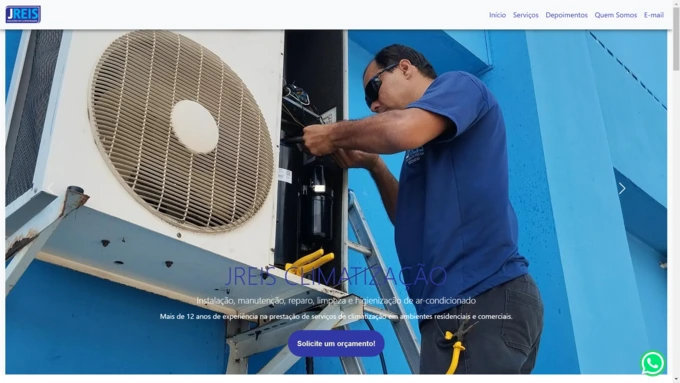 JREIS
Início Serviços Depoimentos Quem Somos E-mail
JREIS CLIMATIZAÇÃO
Instalação, manutenção, reparo, limpeza e higienização de ar-condicionado
Mais de 12 anos de experiência na prestação de serviços de climatização em ambientes residenciais e comerciais.
Solicite um orçamento!